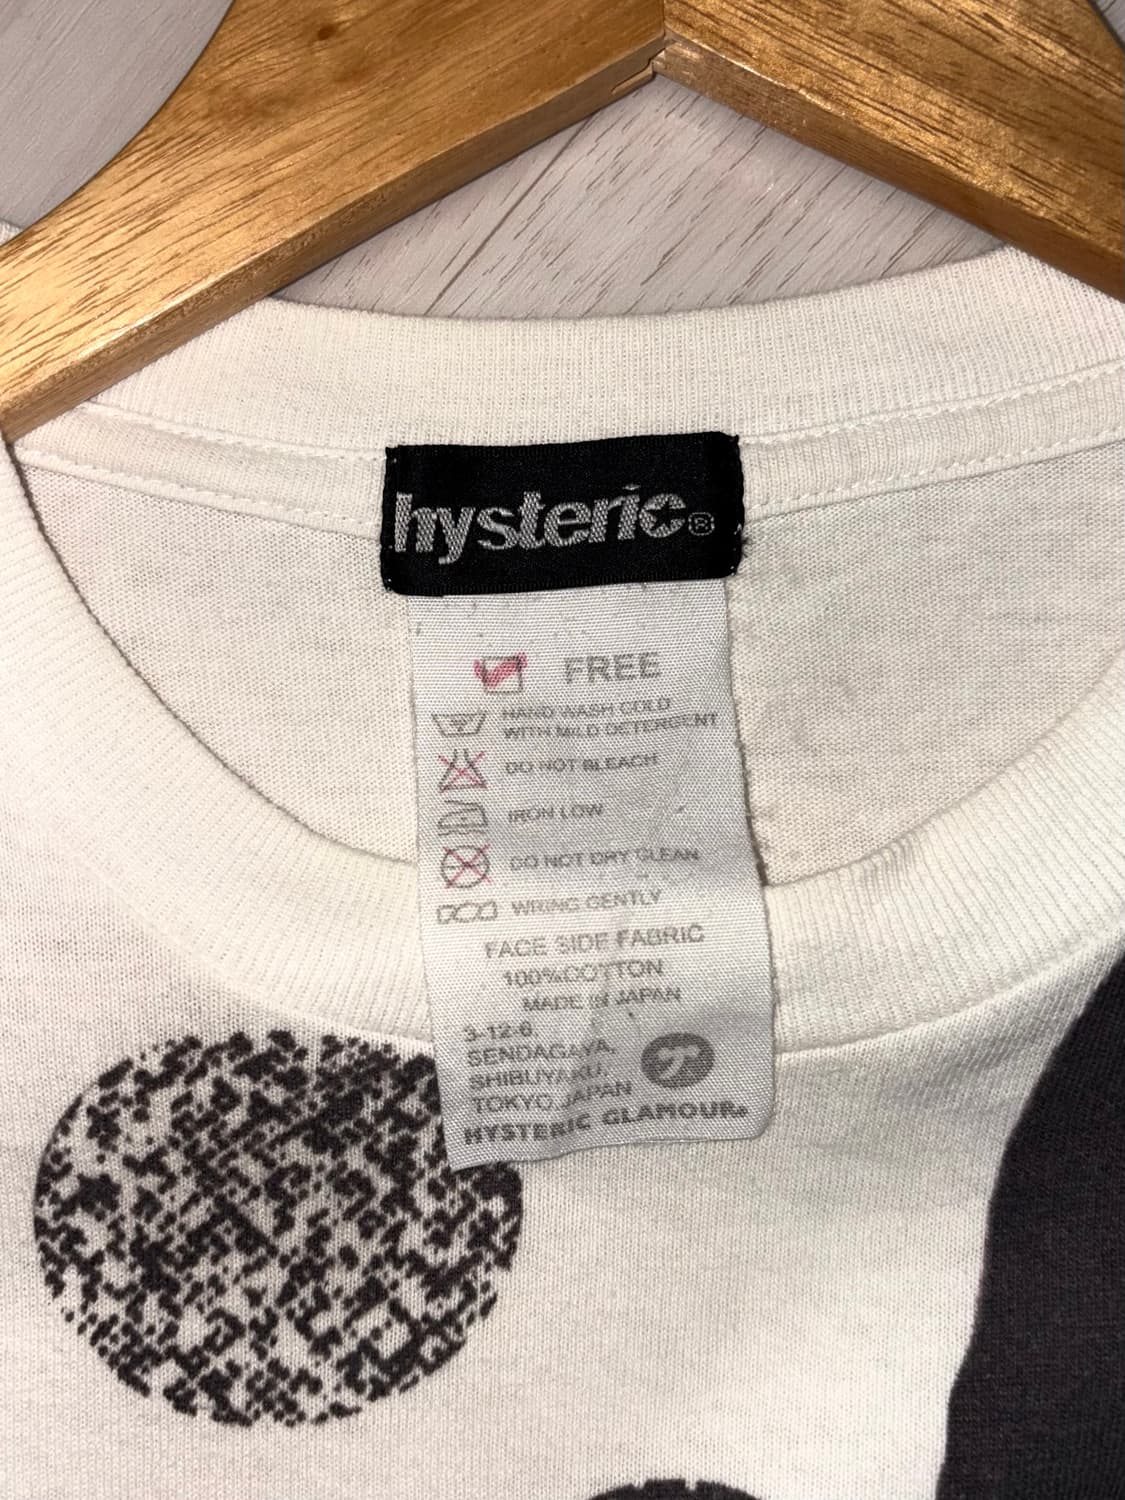 hysteric®
FREE
HAND WASH COLD
WITH MILD DETERGENT
DO NOT BLEACH
IRON LOW
DO NOT DRY CLEAN
WRING GENTLY
FACE SIDE FABRIC
100%COTTON
MADE IN JAPAN
3-12-6,
SENDAGAYA,
SHIBUYAKU,
TOKYO, JAPAN
HYSTERIC GLAMOUR®